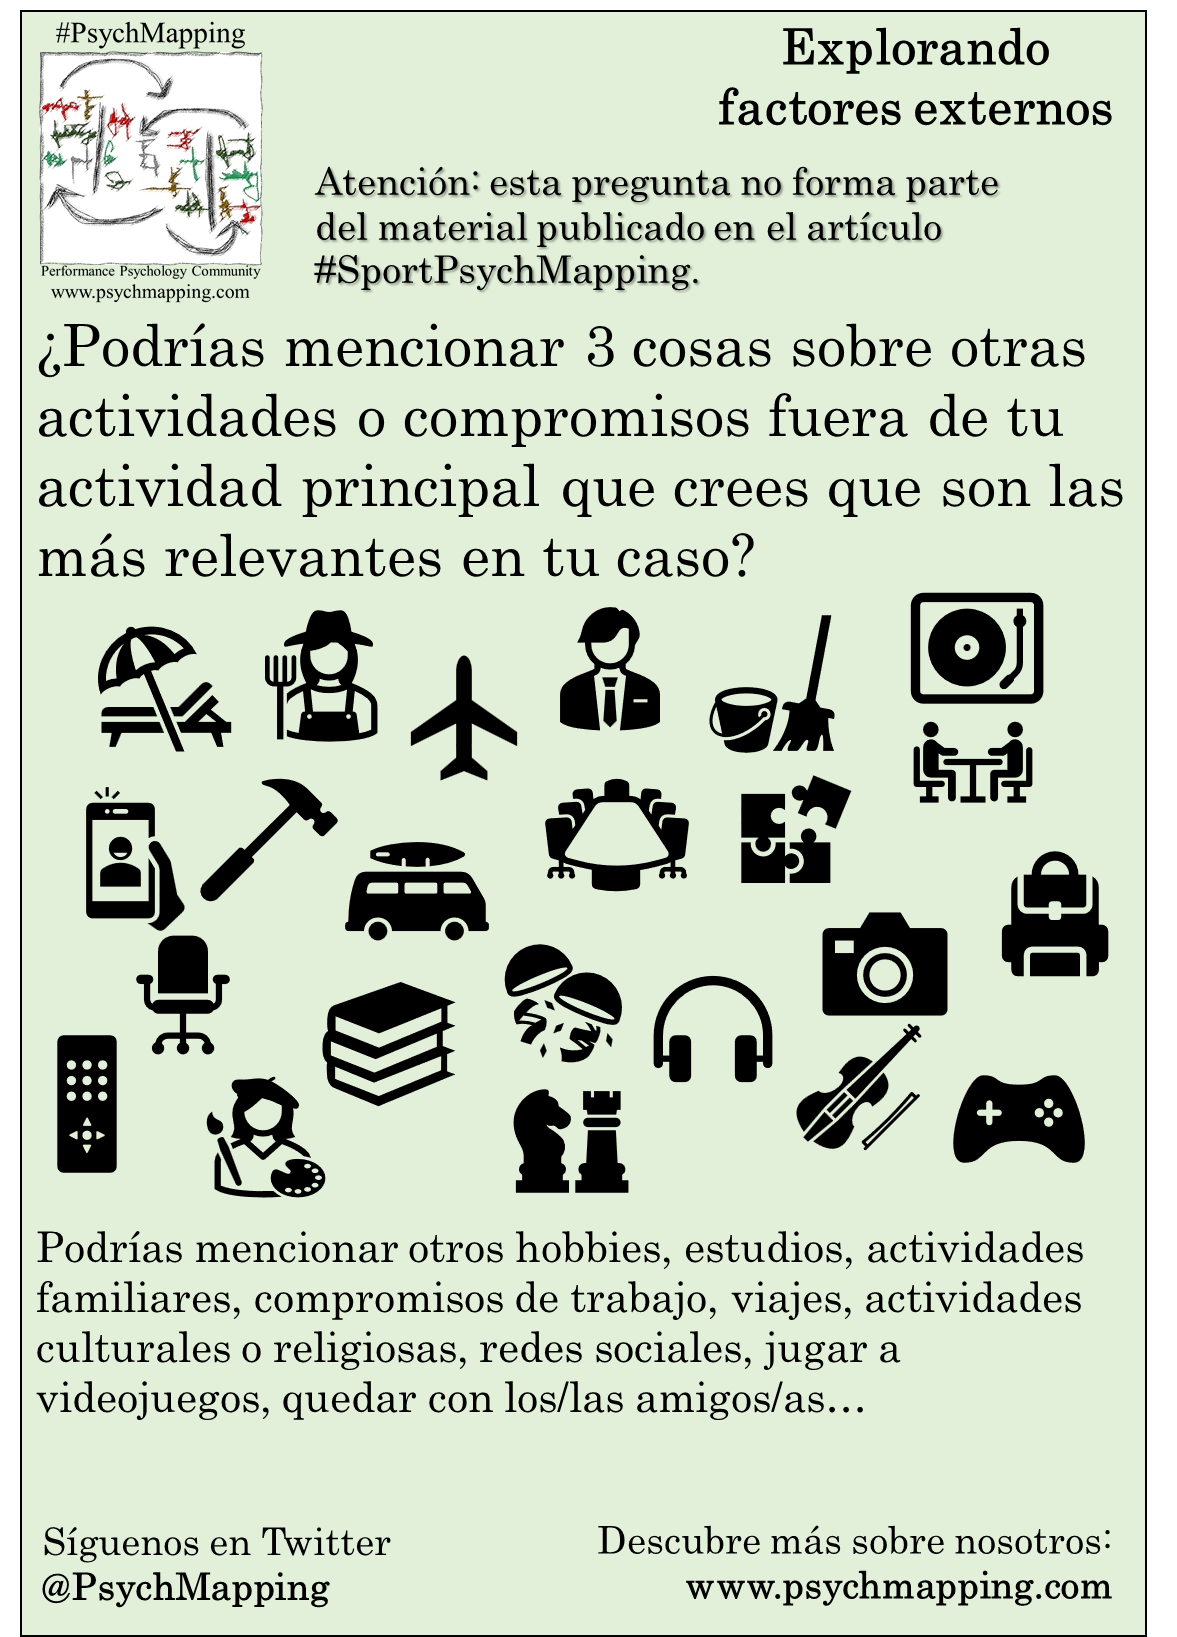 #PsychMapping
Performance Psychology Community
www.psychmapping.com
Explorando
factores externos
Atención: esta pregunta no forma parte
del material publicado en el artículo
#SportPsychMapping.
¿Podrías mencionar 3 cosas sobre otras
actividades o compromisos fuera de tu
actividad principal que crees que son las
más relevantes en tu caso?
Podrías mencionar otros hobbies, estudios, actividades
familiares, compromisos de trabajo, viajes, actividades
culturales o religiosas, redes sociales, jugar a
videojuegos, quedar con los/las amigos/as…
Síguenos en Twitter
@PsychMapping
Descubre más sobre nosotros:
www.psychmapping.com